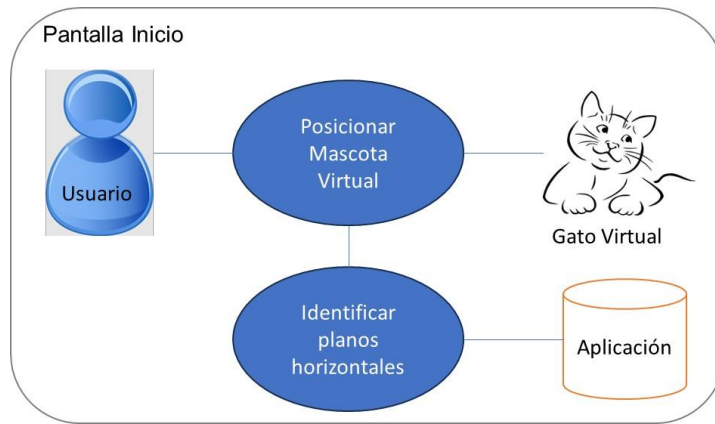 Pantalla Inicio
Usuario
Posicionar
Mascota
Virtual
Gato Virtual
Identificar
planos
horizontales
Aplicación